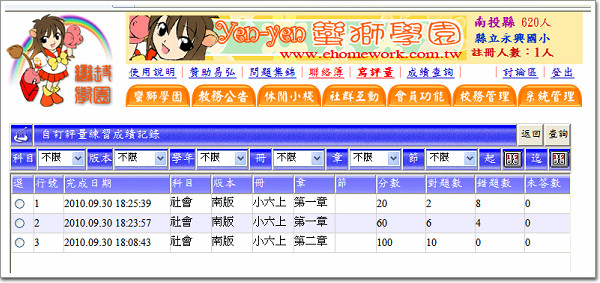 Yen-yen 蠻獅學園
www.ehomework.com.tw
南投縣 620人
縣立永興國小
註冊人數：1人
蠻獅
學園
使用說明｜贊助易弘｜問題集錦｜聯絡簿｜寫評量｜成績查詢｜ ｜討論區｜登出
蠻獅學園 教務公告 休閒小棧 社群互動 會員功能 校務管理 系統管理
自訂評量練習成績記錄 返回 查詢
科目 不限 版本 不限 學年 不限 冊 不限 章 不限 節 不限 起 迄
選 行號 完成日期 科目 版本 冊 章 節 分數 對題數 錯題數 未答數
1 2010.09.30 18:25:39 社會 南版 小六上 第一章 20 2 8 0
2 2010.09.30 18:23:57 社會 南版 小六上 第一章 60 6 4 0
3 2010.09.30 18:08:43 社會 南版 小六上 第二章 100 10 0 0